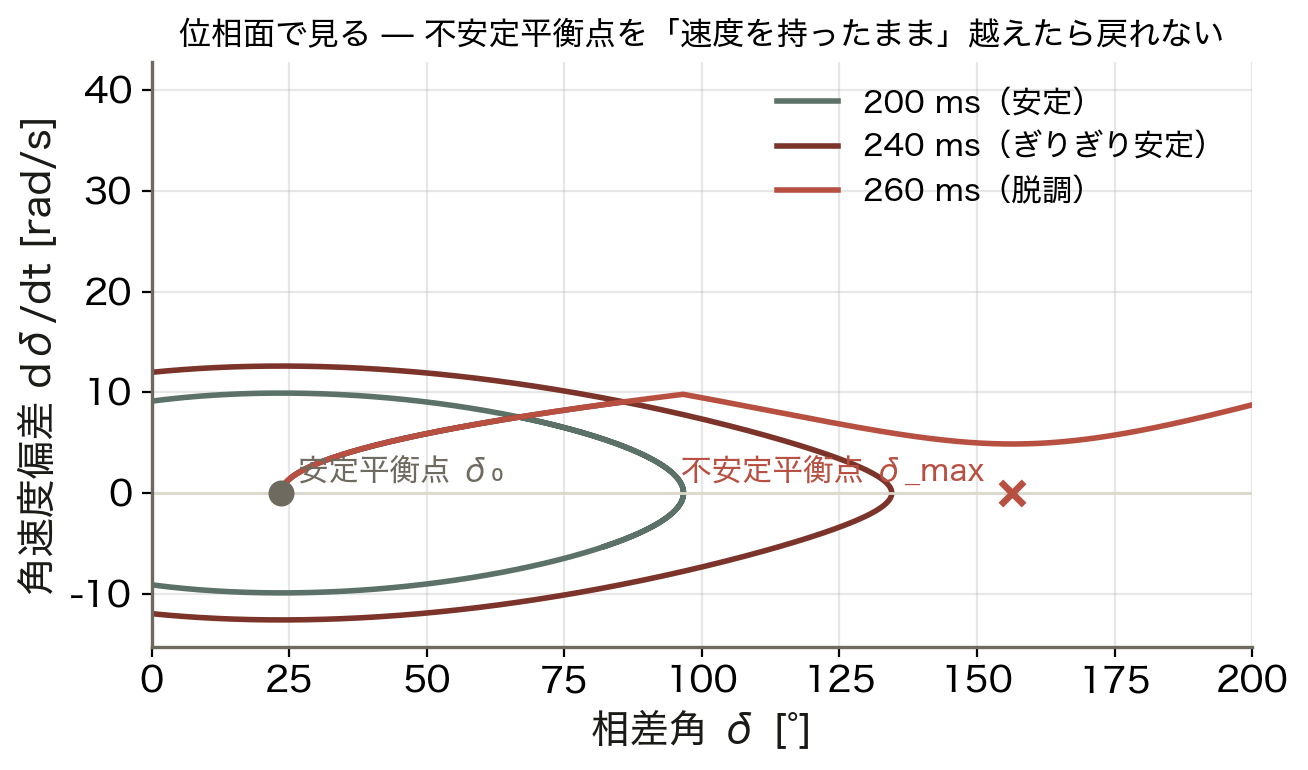 位相面で見る — 不安定平衡点を「速度を持ったまま」越えたら戻れない
200 ms（安定）
240 ms（ぎりぎり安定）
260 ms（脱調）
角速度偏差 dδ/dt [rad/s]
40
30
20
10
0
-10
安定平衡点 δ₀
不安定平衡点 δ_max
0
25
50
75
100
125
150
175
200
相差角 δ [°]